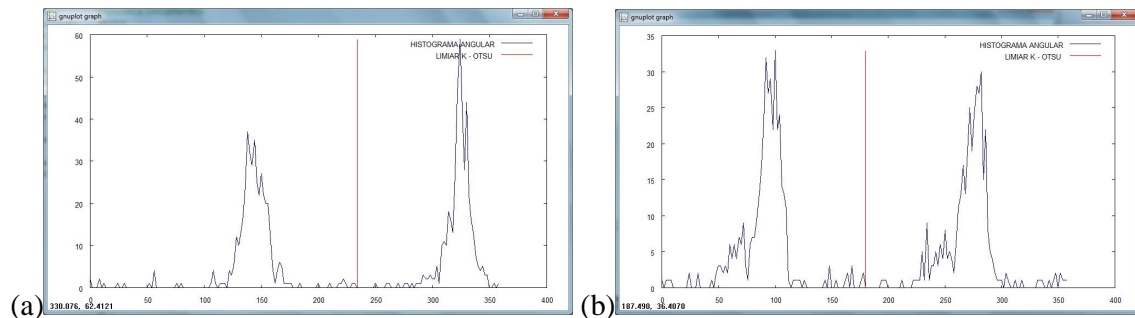 gnuplot graph
60
50
40
30
20
10
0
0 50 100 150 200 250 300 350 400
HISTOGRAMA ANGULAR
LIMIAR K - OTSU
330.076, 62.4121
(a)
gnuplot graph
35
30
25
20
15
10
5
0
0 50 100 150 200 250 300 350 400
HISTOGRAMA ANGULAR
LIMIAR K - OTSU
187.490, 36.4070
(b)